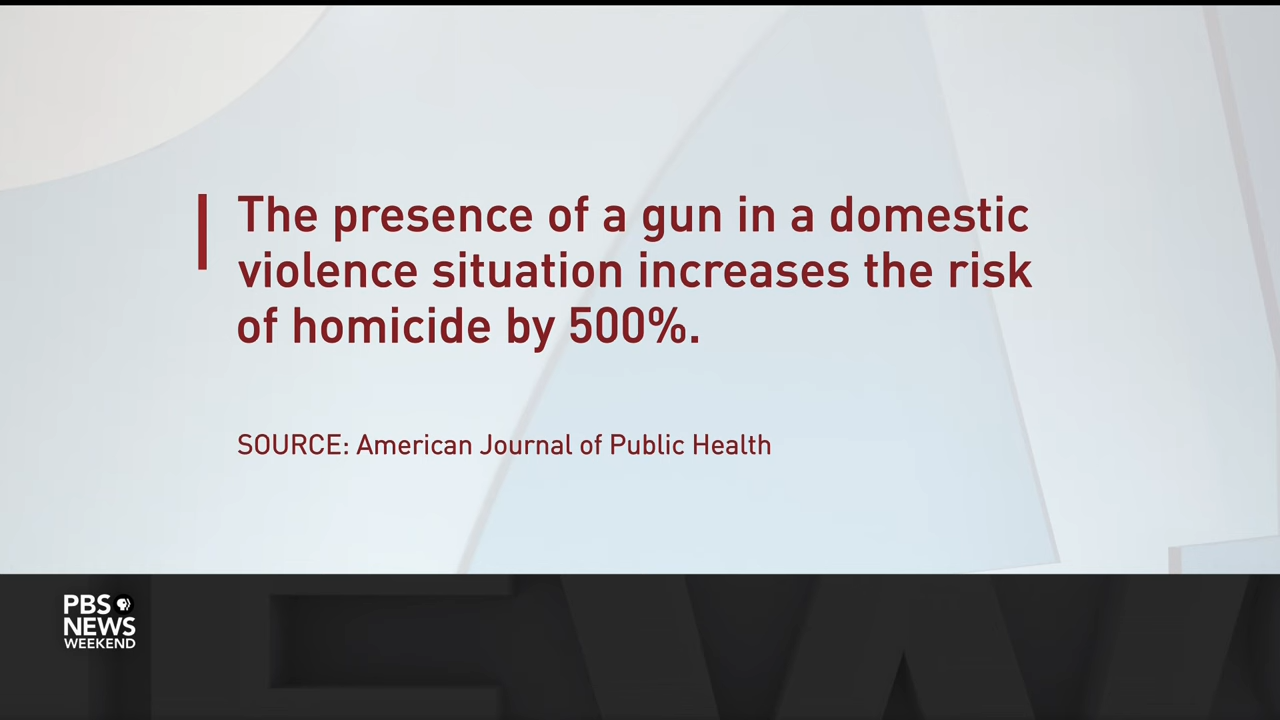 The presence of a gun in a domestic
violence situation increases the risk
of homicide by 500%.
SOURCE: American Journal of Public Health
PBS
NEWS
WEEKEND